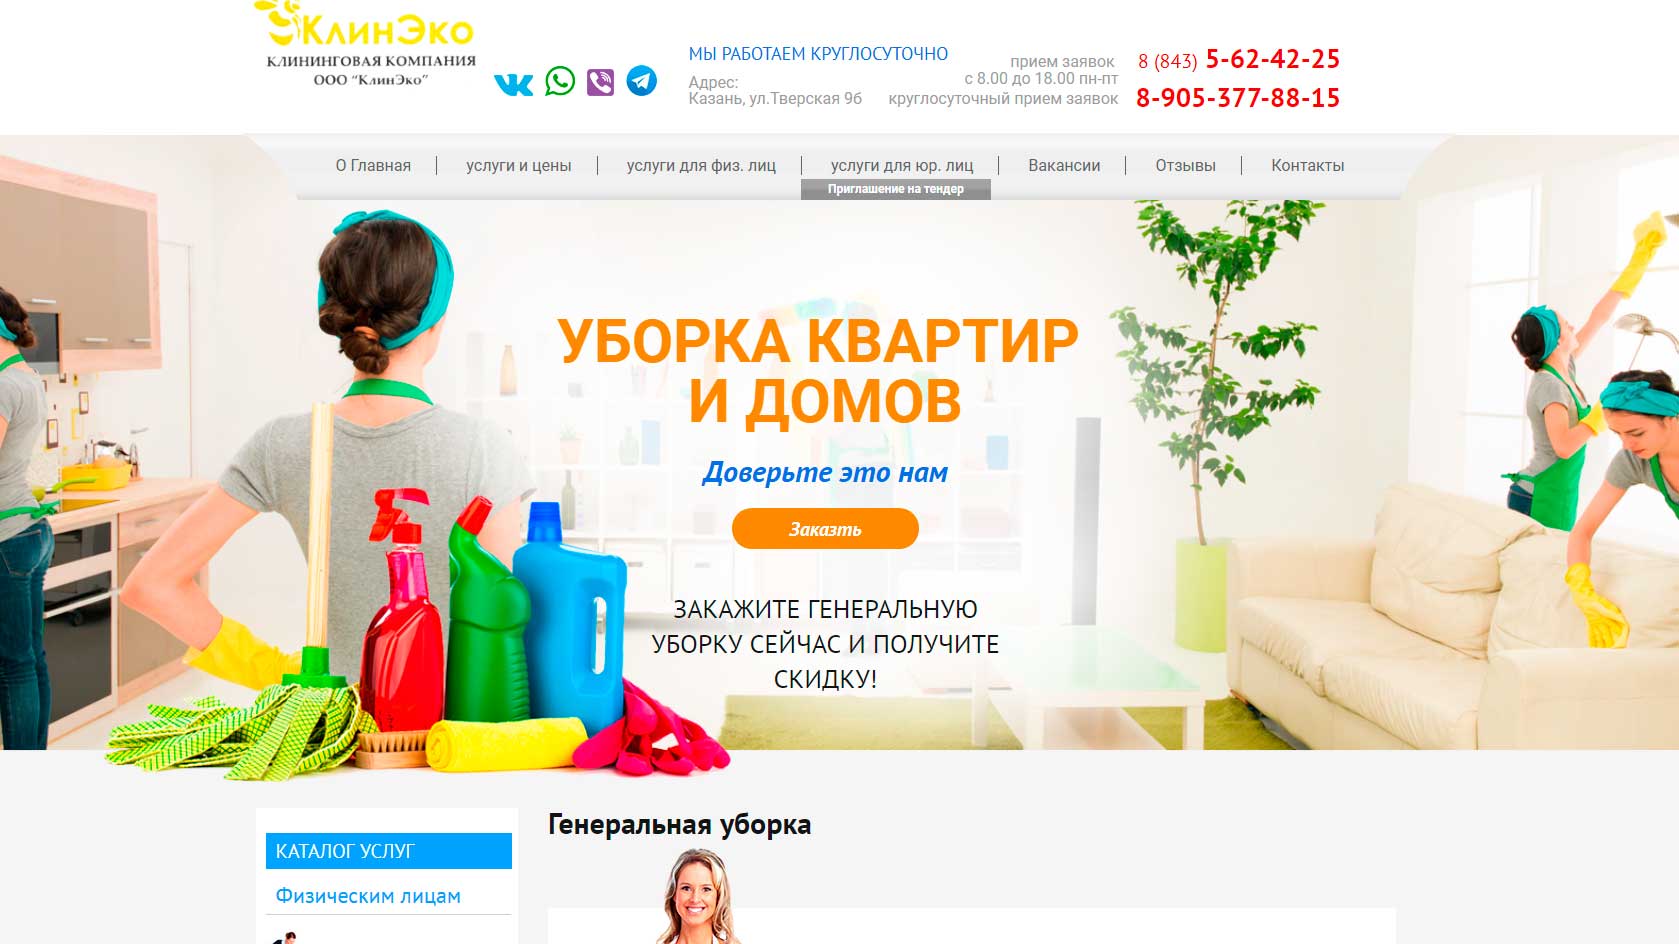 КлинЭко
КЛИНИНГОВАЯ КОМПАНИЯ
ООО “КлинЭко”
МЫ РАБОТАЕМ КРУГЛОСУТОЧНО
Адрес:
Казань, ул.Тверская 9б
прием заявок
с 8.00 до 18.00 пн-пт
круглосуточный прием заявок
8 (843) 5-62-42-25
8-905-377-88-15
О Главная
услуги и цены
услуги для физ. лиц
услуги для юр. лиц
Вакансии
Отзывы
Контакты
Приглашение на тендер
УБОРКА КВАРТИР
И ДОМОВ
Доверьте это нам
Заказть
ЗАКАЖИТЕ ГЕНЕРАЛЬНУЮ
УБОРКУ СЕЙЧАС И ПОЛУЧИТЕ
СКИДКУ!
КАТАЛОГ УСЛУГ
Физическим лицам
Генеральная уборка